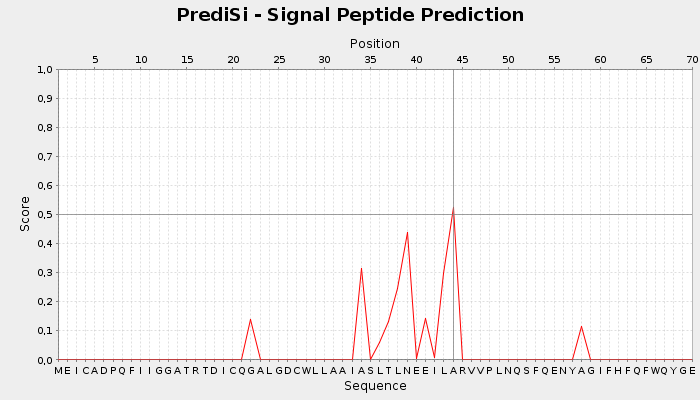 PrediSi - Signal Peptide Prediction
Position
5 10 15 20 25 30 35 40 45 50 55 60 65 70
1,0
0,9
0,8
0,7
0,6
0,5
0,4
0,3
0,2
0,1
0,0
Score
M E I C A D P Q F I I G G A T R T D I C Q G A L G D C W L L A A I A S L T L N E E I L A R V V P L N Q S F Q E N Y A G I F H F Q F W Q Y G E
Sequence